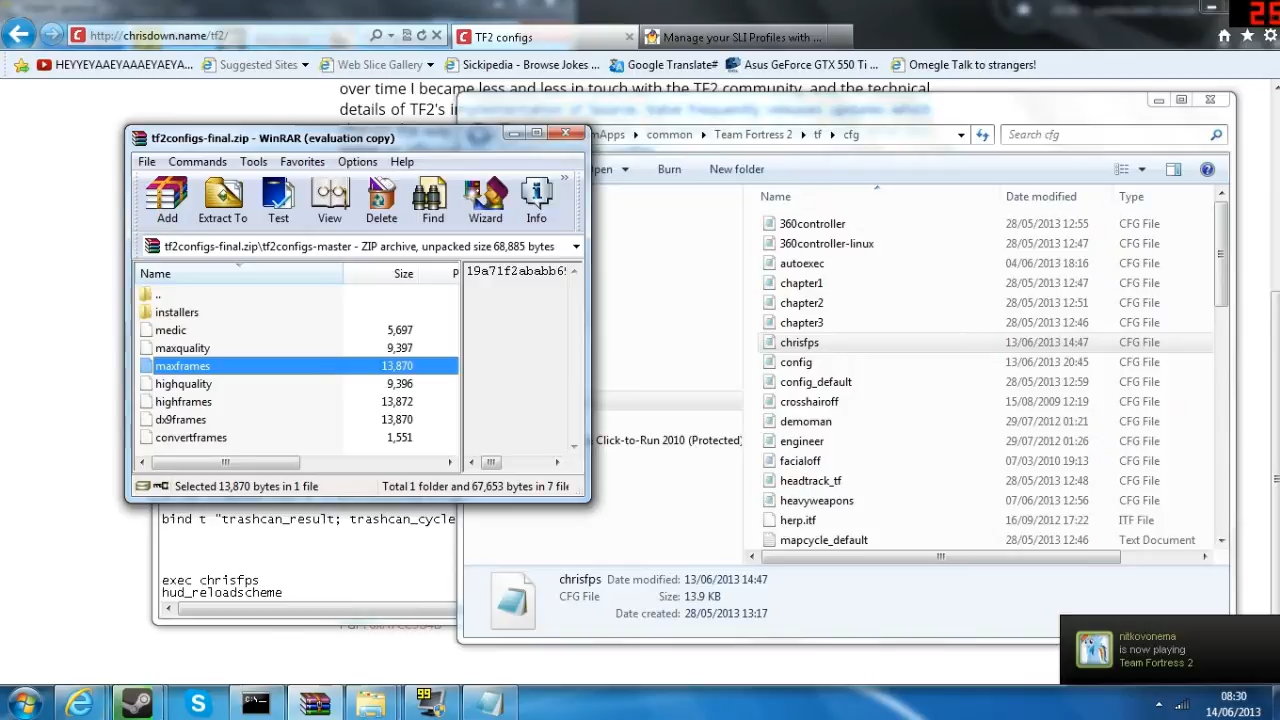 25
http://chrisdown.name/tf2/
TF2 configs
Manage your SLI Profiles with ...
HEYYEYAAEYAAAEYAEYA...
Suggested Sites
Web Slice Gallery
Sickipedia - Browse Jokes ...
Google Translate#
Asus GeForce GTX 550 Ti ...
Omegle Talk to strangers!
over time I became less and less in touch with the TF2 community, and the technical
details of TF2's
tf2configs-final.zip - WinRAR (evaluation copy)
File Commands Tools Favorites Options Help
Add
Extract To
Test
View
Delete
Find
Wizard
Info
tf2configs-final.zip\tf2configs-master - ZIP archive, unpacked size 68,885 bytes
Name Size P
19a71f2ababb6
..
installers
medic 5,697
maxquality 9,397
maxframes 13,870
highquality 9,396
highframes 13,872
dx9frames 13,870
convertframes 1,551
Selected 13,870 bytes in 1 file
Total 1 folder and 67,653 bytes in 7 file
bind t "trashcan_result; trashcan_cycle
exec chrisfps
hud_reloadscheme
mApps common Team Fortress 2 tf cfg
Search cfg
pen Burn New folder
Name Date modified Type
360controller 28/05/2013 12:55 CFG File
360controller-linux 28/05/2013 12:47 CFG File
autoexec 04/06/2013 18:16 CFG File
chapter1 28/05/2013 12:47 CFG File
chapter2 28/05/2013 12:51 CFG File
chapter3 28/05/2013 12:46 CFG File
chrisfps 13/06/2013 14:47 CFG File
config 13/06/2013 20:45 CFG File
config_default 28/05/2013 12:59 CFG File
crosshairoff 15/08/2009 12:19 CFG File
demoman 29/07/2012 01:21 CFG File
engineer 29/07/2012 01:26 CFG File
facialoff 07/03/2010 19:13 CFG File
headtrack_tf 28/05/2013 12:48 CFG File
heavyweapons 07/06/2013 12:56 CFG File
herp.itf 16/09/2012 17:22 ITF File
mapcycle_default 28/05/2013 12:46 Text Document
Click-to-Run 2010 (Protected)
chrisfps Date modified: 13/06/2013 14:47
CFG File Size: 13.9 KB
Date created: 28/05/2013 13:17
nitkovonema
is now playing
Team Fortress 2
99
08:30
14/06/2013